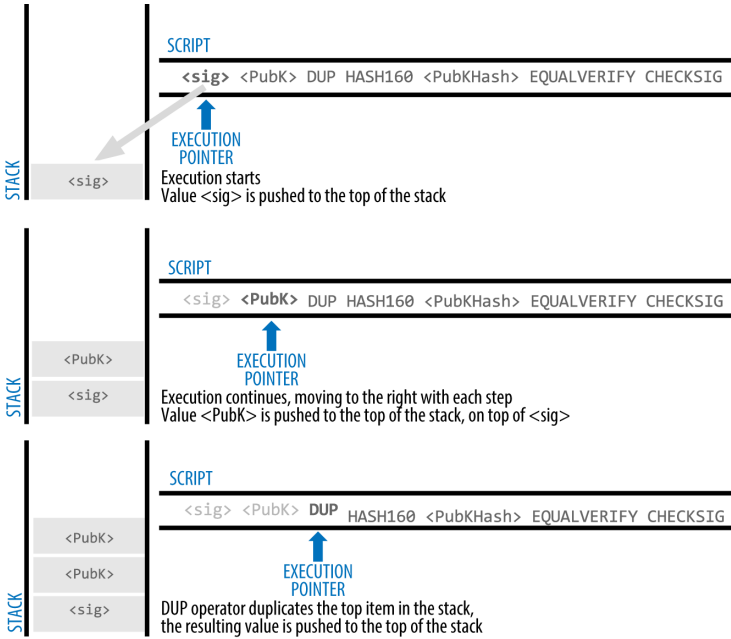 SCRIPT
<sig> <PubK> DUP HASH160 <PubKHash> EQUALVERIFY CHECKSIG
EXECUTION
POINTER
STACK
<sig>
Execution starts
Value <sig> is pushed to the top of the stack
SCRIPT
<sig> <PubK> DUP HASH160 <PubKHash> EQUALVERIFY CHECKSIG
EXECUTION
POINTER
STACK
<PubK>
<sig>
Execution continues, moving to the right with each step
Value <PubK> is pushed to the top of the stack, on top of <sig>
SCRIPT
<sig> <PubK> DUP HASH160 <PubKHash> EQUALVERIFY CHECKSIG
EXECUTION
POINTER
STACK
<PubK>
<PubK>
<sig>
DUP operator duplicates the top item in the stack,
the resulting value is pushed to the top of the stack